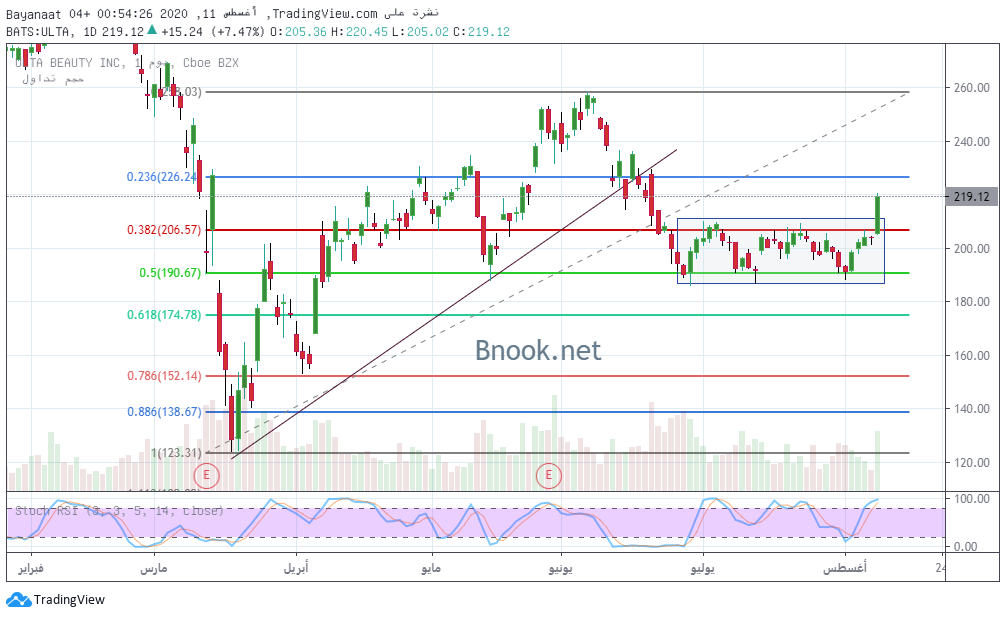 نشرة على TradingView.com, أغسطس 11, 2020 00:54:26 +04 Bayanaat
BATS:ULTA, 1D 219.12 ▲ +15.24 (+7.47%) O:205.36 H:220.45 L:205.02 C:219.12
ULTA BEAUTY INC, 1 يوم, Cboe BZX
حجم تداول
260.00
240.00
0.236(226.24)
219.12
0.382(206.57)
200.00
0.5(190.67)
180.00
0.618(174.78)
Bnook.net
160.00
0.786(152.14)
0.886(138.67)
140.00
1(123.31)
120.00
E
E
Stoch RSI (3, 3, 5, 14, close)
100.00
0.00
فبراير
مارس
أبريل
مايو
يونيو
يوليو
أغسطس
24
TradingView